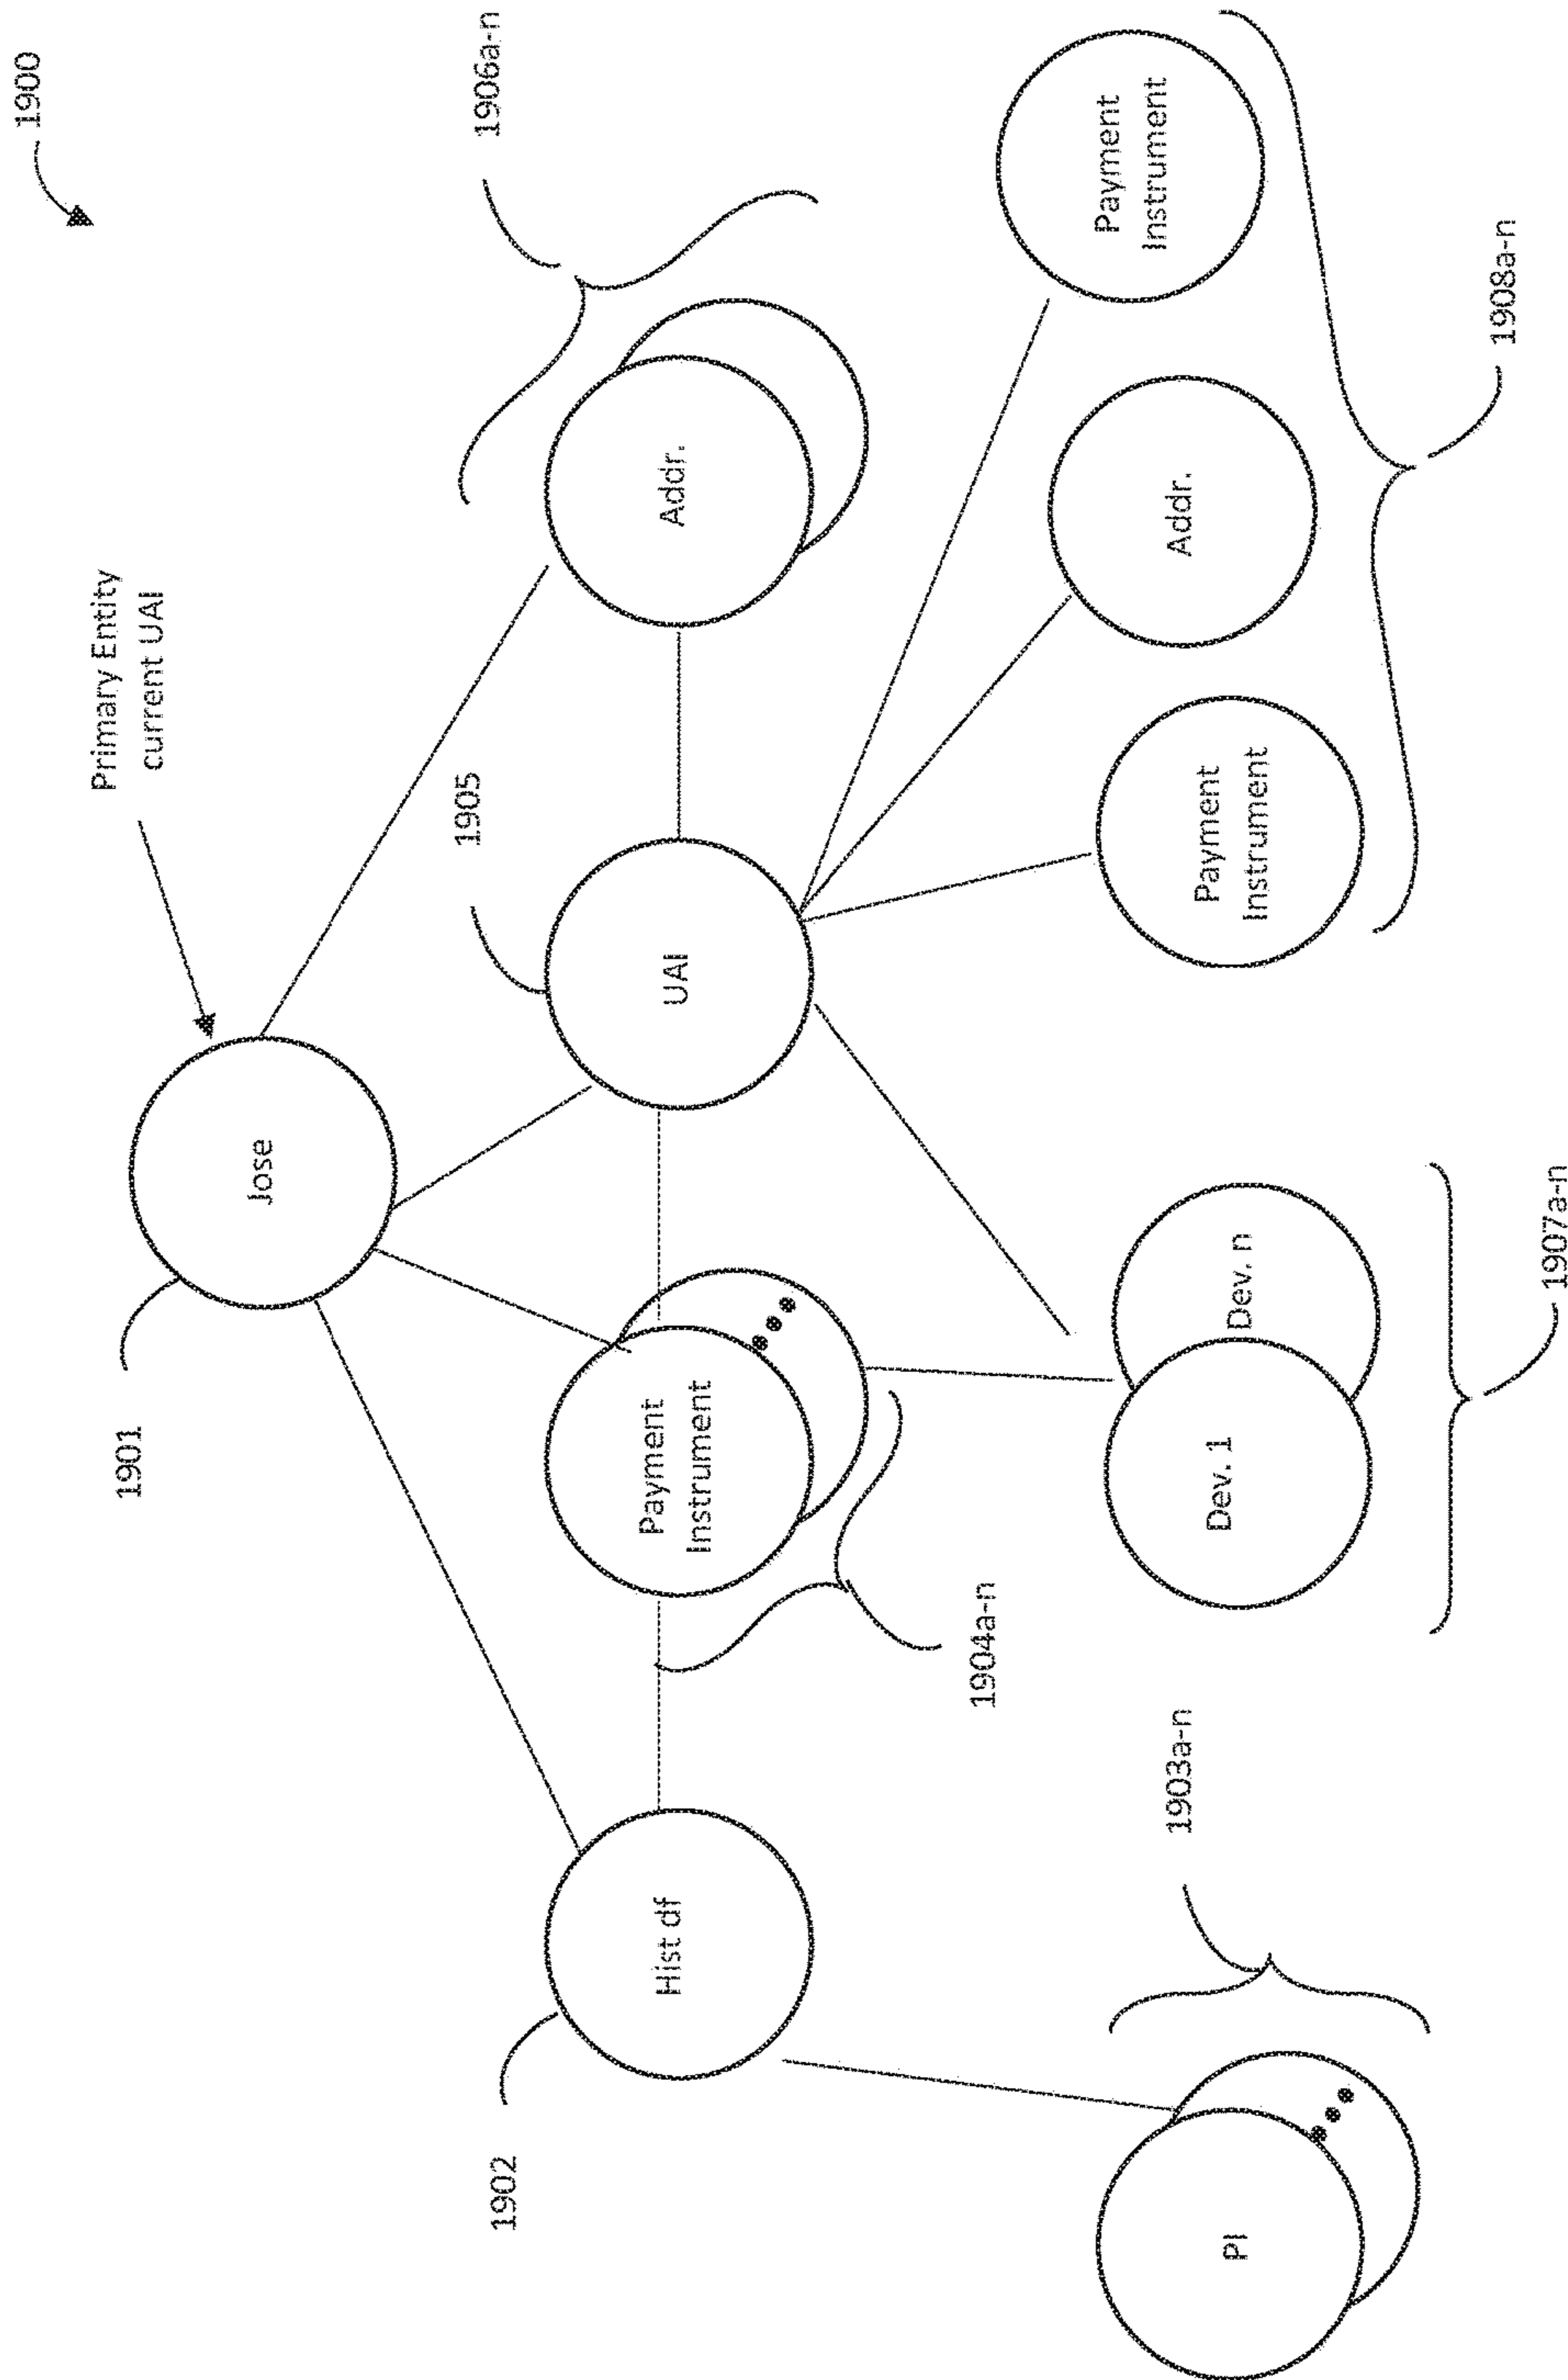 1900
Primary Entity
current UAI
1901
Jose
1902
Hist df
Payment
Instrument
1904a-n
1905
UAI
Addr.
1906a-n
PI
1903a-n
Dev. 1
Dev. n
1907a-n
Payment
Instrument
Addr.
Payment
Instrument
1908a-n